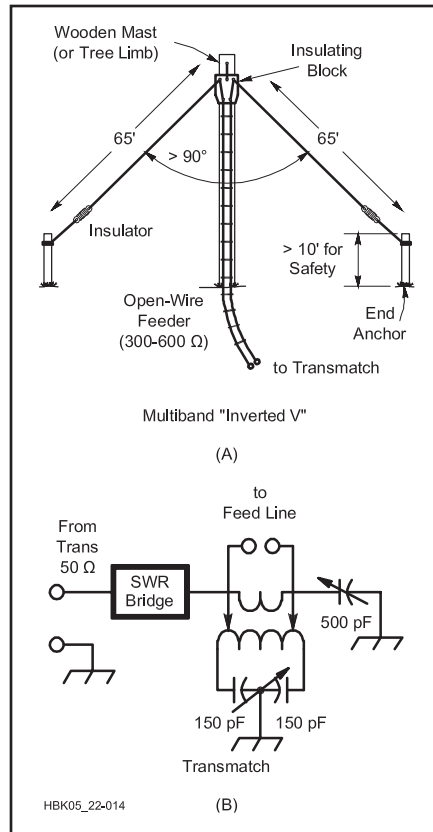 Wooden Mast
(or Tree Limb)
Insulating
Block
65'
65'
> 90°
Insulator
> 10' for
Safety
Open-Wire
Feeder
(300-600 Ω)
End
Anchor
to Transmatch
Multiband "Inverted V"
(A)
to
Feed Line
From
Trans
50 Ω
SWR
Bridge
500 pF
150 pF
150 pF
Transmatch
HBK05_22-014
(B)